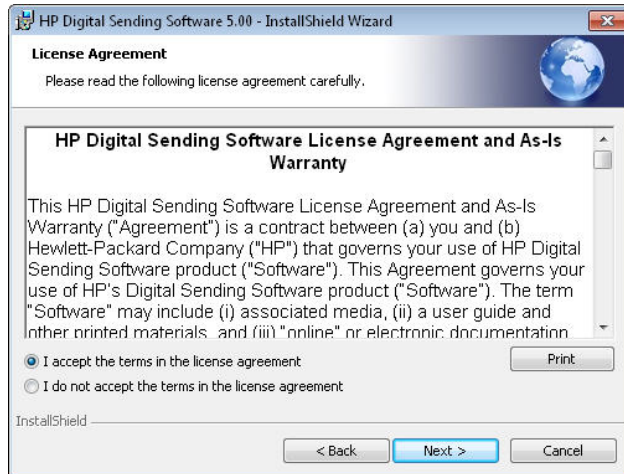 HP Digital Sending Software 5.00 - InstallShield Wizard
License Agreement
Please read the following license agreement carefully.
HP Digital Sending Software License Agreement and As-Is
Warranty
This HP Digital Sending Software License Agreement and As-Is
Warranty ("Agreement") is a contract between (a) you and (b)
Hewlett-Packard Company ("HP") that governs your use of HP Digital
Sending Software product ("Software"). This Agreement governs your
use of HP's Digital Sending Software product ("Software"). The term
"Software" may include (i) associated media, (ii) a user guide and
other printed materials, and (iii) "online" or electronic documentation
I accept the terms in the license agreement
Print
I do not accept the terms in the license agreement
InstallShield
< Back
Next >
Cancel